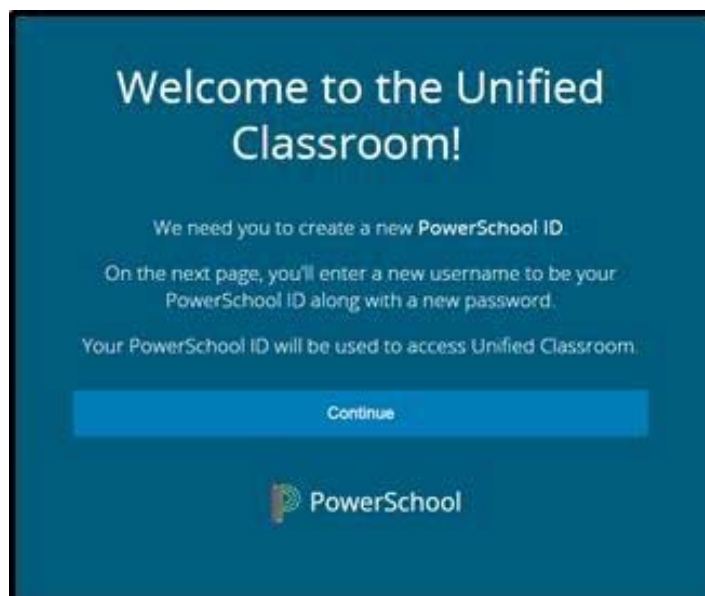 Welcome to the Unified
Classroom!
We need you to create a new PowerSchool ID.
On the next page, you'll enter a new username to be your
PowerSchool ID along with a new password.
Your PowerSchool ID will be used to access Unified Classroom.
Continue
PowerSchool